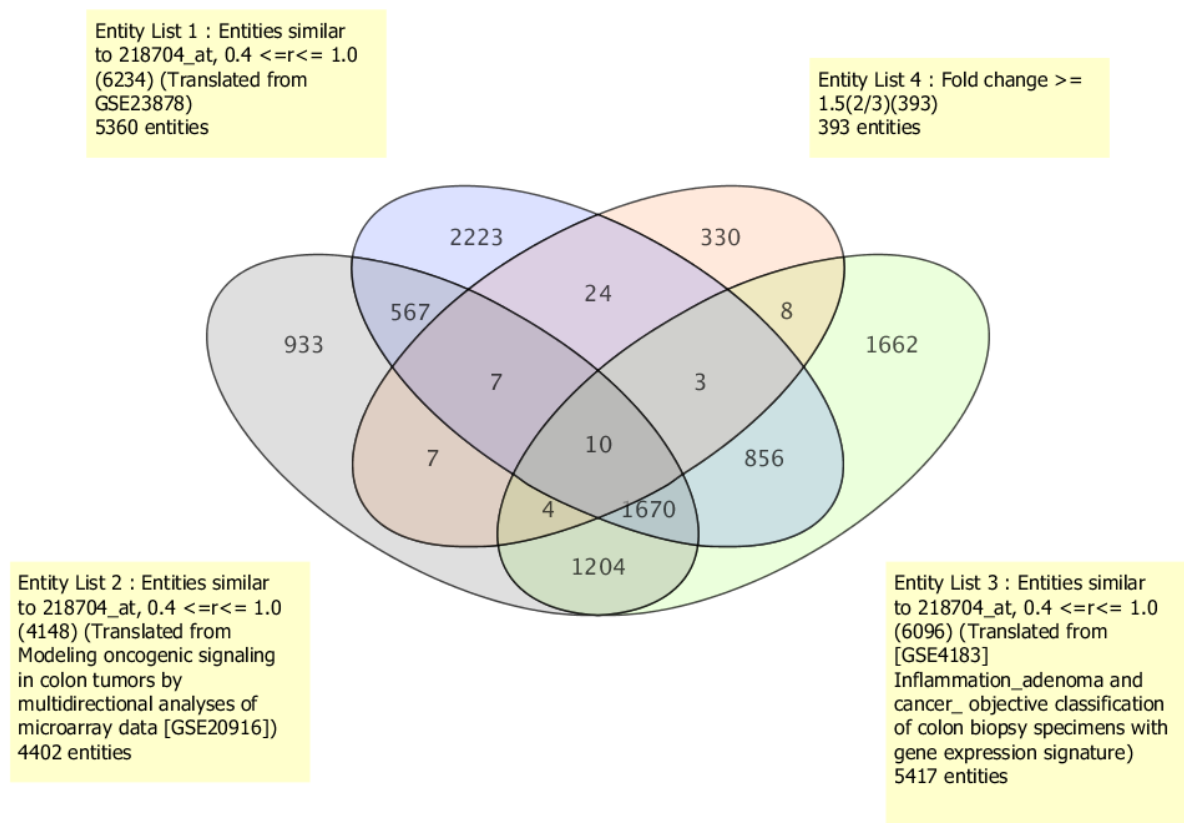 Entity List 1 : Entities similar
to 218704_at, 0.4 <=r<= 1.0
(6234) (Translated from
GSE23878)
5360 entities
Entity List 4 : Fold change >=
1.5(2/3)(393)
393 entities
2223
330
24
567
8
933
1662
7
3
10
7
856
4
1670
1204
Entity List 2 : Entities similar
to 218704_at, 0.4 <=r<= 1.0
(4148) (Translated from
Modeling oncogenic signaling
in colon tumors by
multidirectional analyses of
microarray data [GSE20916])
4402 entities
Entity List 3 : Entities similar
to 218704_at, 0.4 <=r<= 1.0
(6096) (Translated from
[GSE4183]
Inflammation_adenoma and
cancer_ objective classification
of colon biopsy specimens with
gene expression signature)
5417 entities